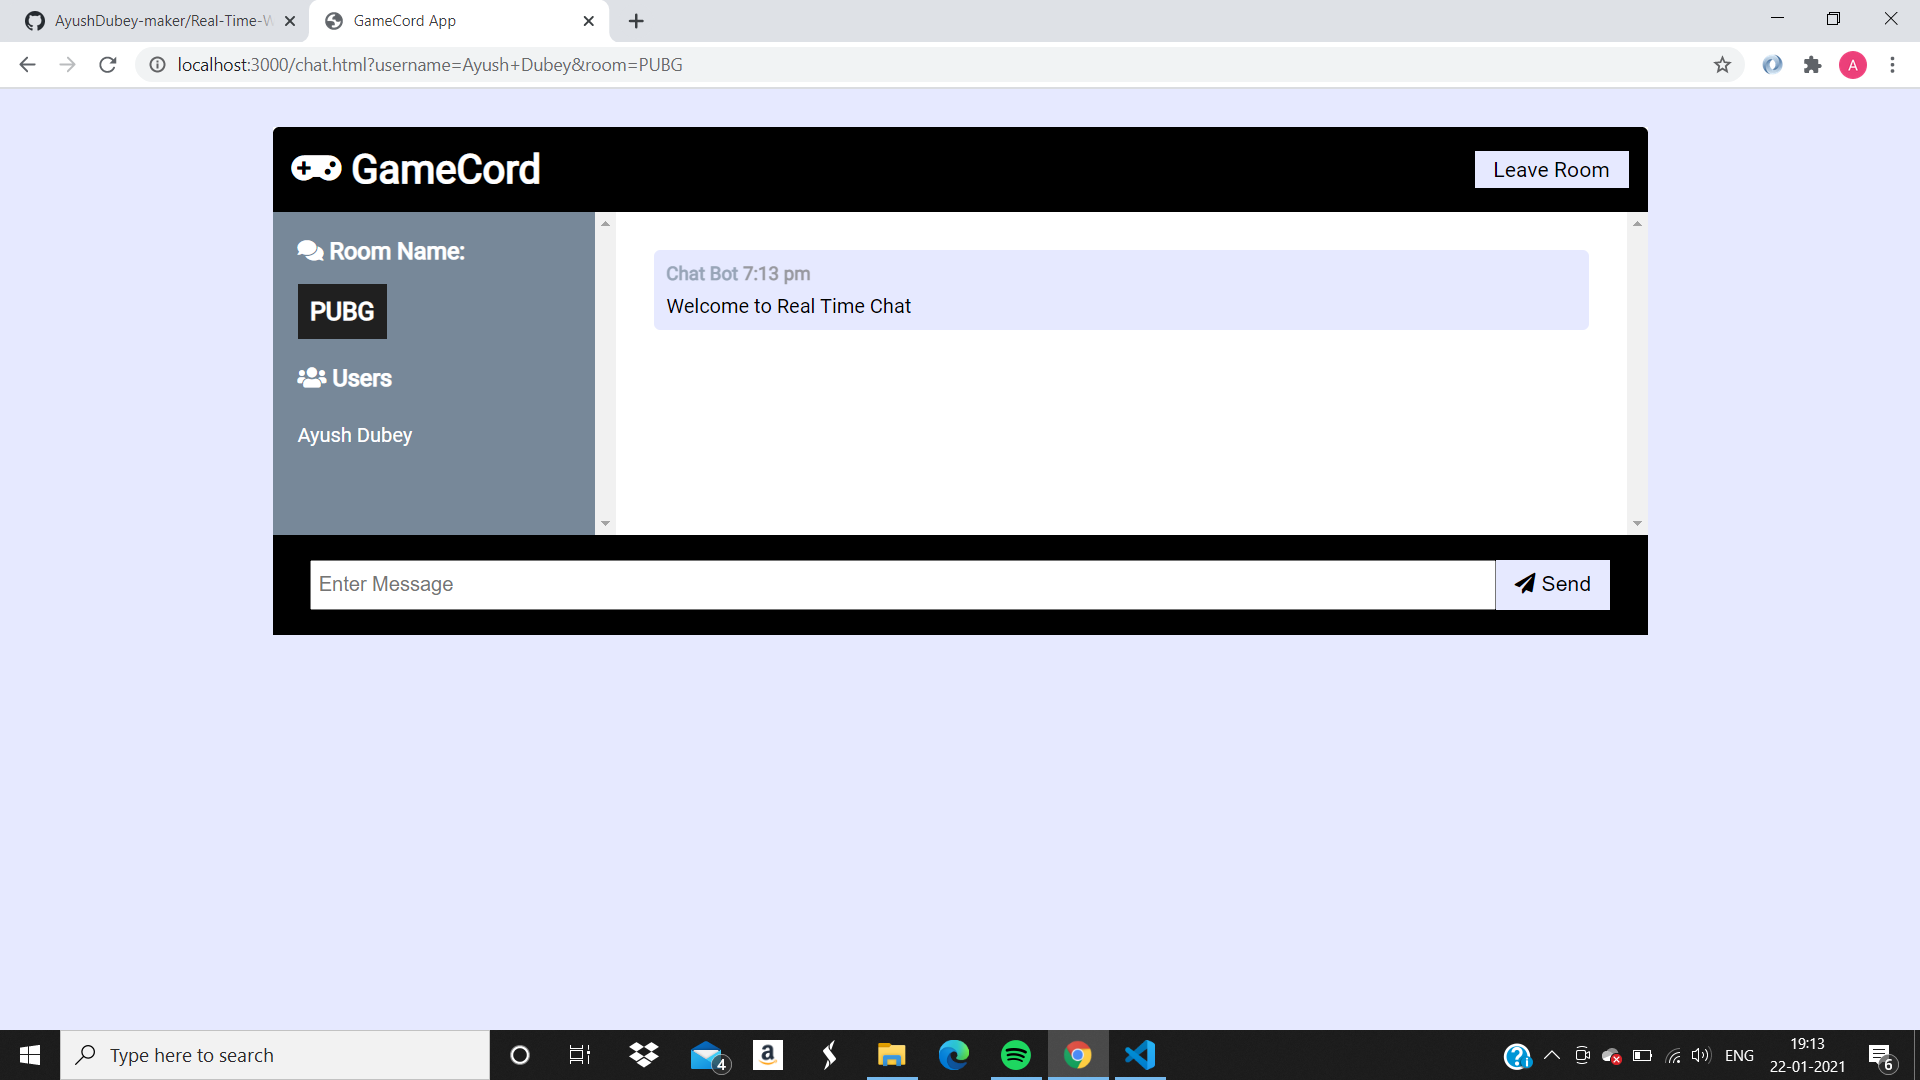 AyushDubey-maker/Real-Time-W
GameCord App
localhost:3000/chat.html?username=Ayush+Dubey&room=PUBG
A
GameCord
Leave Room
Room Name:
PUBG
Users
Ayush Dubey
Chat Bot 7:13 pm
Welcome to Real Time Chat
Enter Message
Send
Type here to search
4
a
ENG
19:13
22-01-2021
6